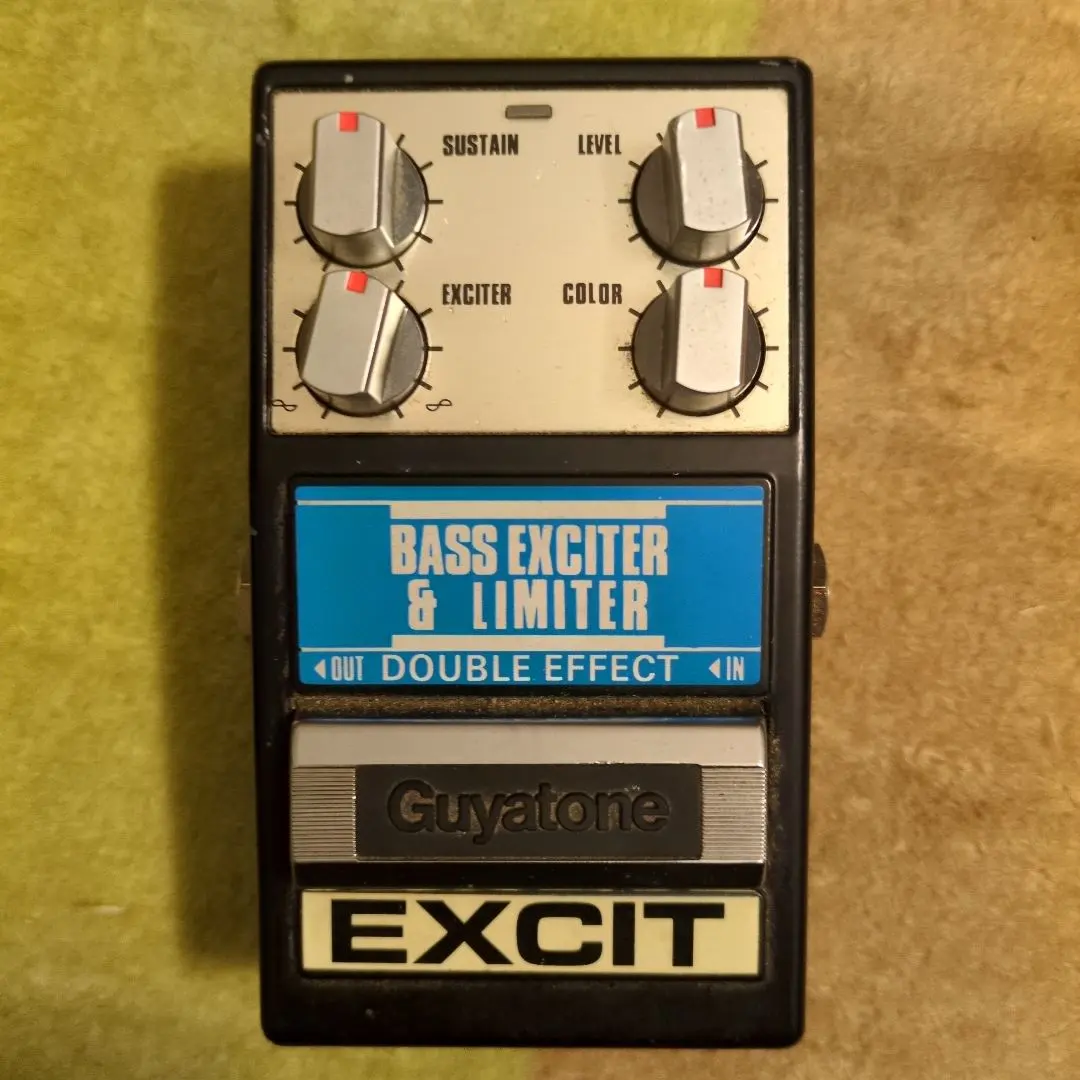 SUSTAIN LEVEL
EXCITER COLOR
BASS EXCITER
& LIMITER
OUT DOUBLE EFFECT IN
Guyatone
EXCIT